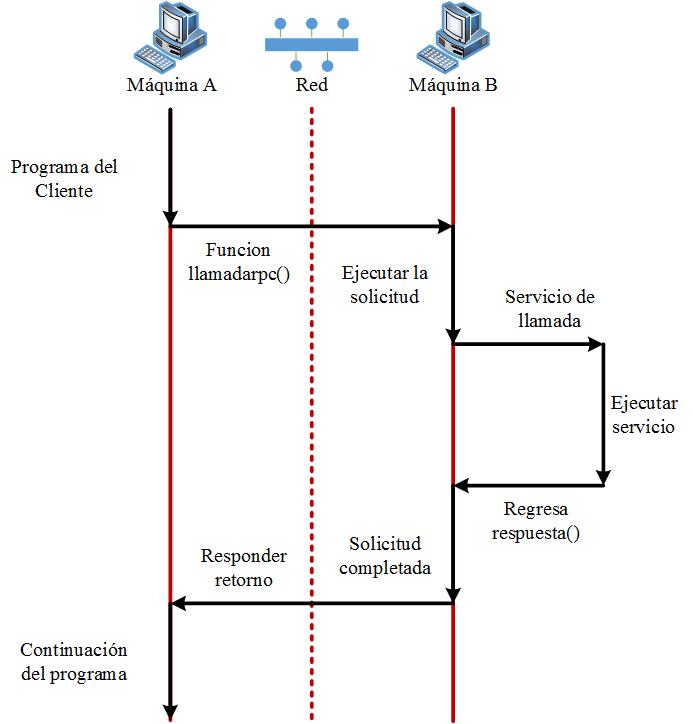 Máquina A
Red
Máquina B
Programa del
Cliente
Funcion
llamadarpc()
Ejecutar la
solicitud
Servicio de
llamada
Ejecutar
servicio
Regresa
respuesta()
Solicitud
completada
Responder
retorno
Continuación
del programa